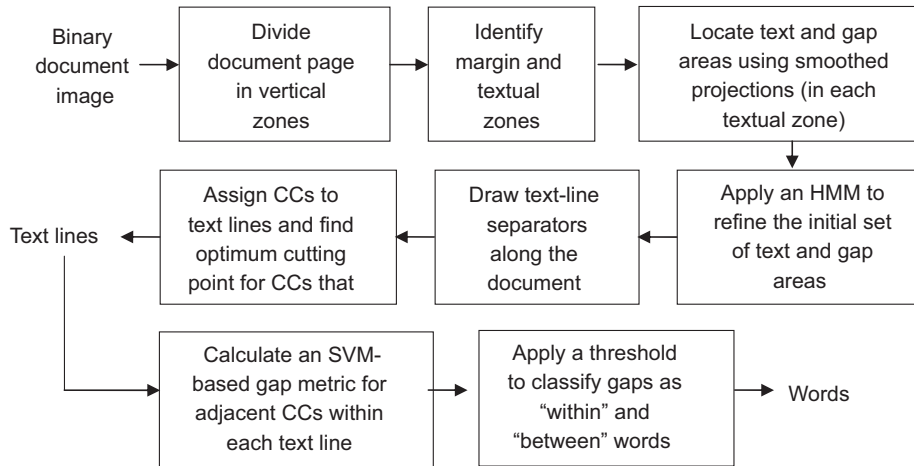 Binary
document
image
Divide
document page
in vertical
zones
Identify
margin and
textual
zones
Locate text and gap
areas using smoothed
projections (in each
textual zone)
Apply an HMM to
refine the initial set
of text and gap
areas
Draw text-line
separators
along the
document
Assign CCs to
text lines and find
optimum cutting
point for CCs that
Text lines
Calculate an SVM-
based gap metric for
adjacent CCs within
each text line
Apply a threshold
to classify gaps as
“within” and
“between” words
Words